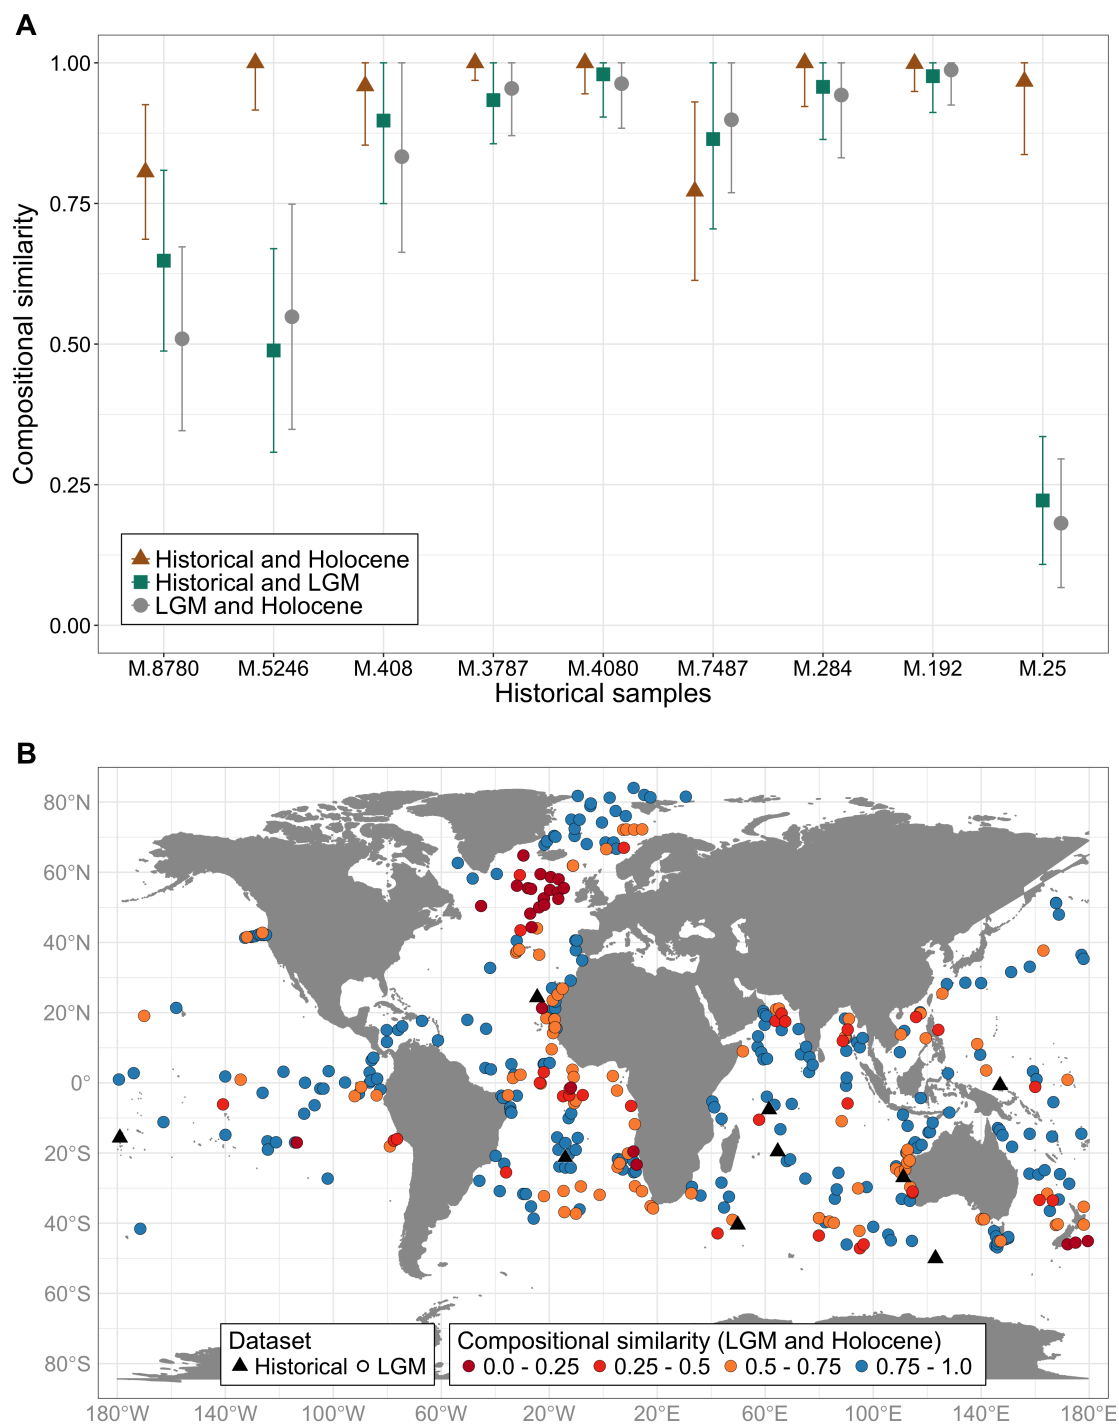 A
Compositional similarity
1.00
0.75
0.50
0.25
0.00
Historical and Holocene
Historical and LGM
LGM and Holocene
M.8780 M.5246 M.408 M.3787 M.4080 M.7487 M.284 M.192 M.25
Historical samples
B
80°N
60°N
40°N
20°N
0°
20°S
40°S
60°S
80°S
Dataset
Historical LGM
Compositional similarity (LGM and Holocene)
0.0 - 0.25 0.25 - 0.5 0.5 - 0.75 0.75 - 1.0
180°W 140°W 100°W 60°W 20°W 20°E 60°E 100°E 140°E 180°E